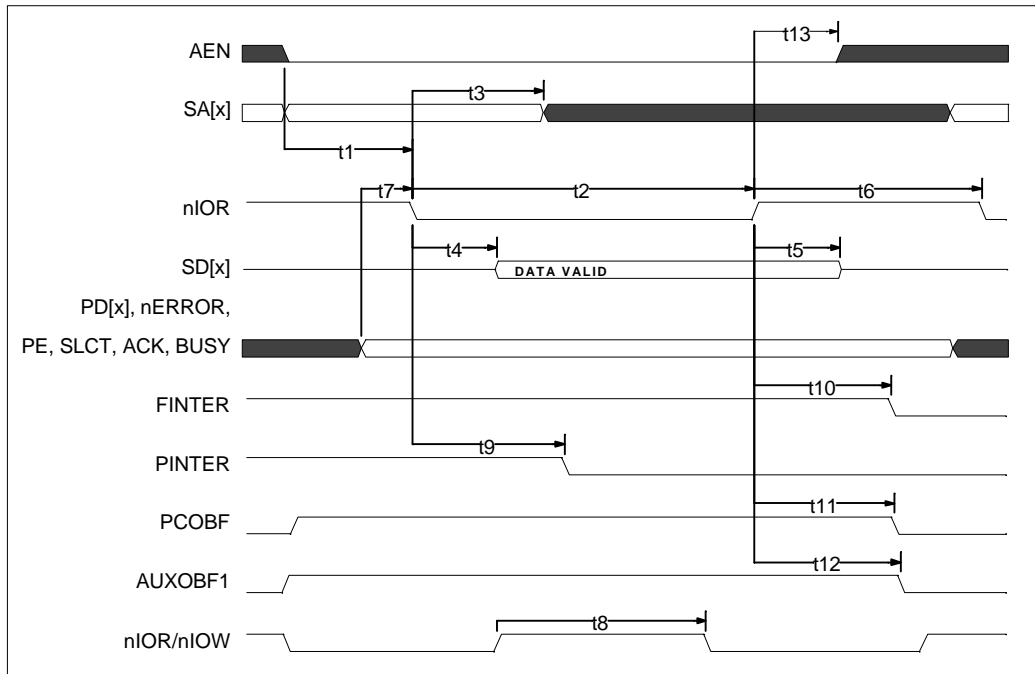 t13
AEN
t3
SA[x]
t1
t7
t2
t6
nIOR
t4
t5
SD[x]
DATA VALID
PD[x], nERROR,
PE, SLCT, ACK, BUSY
t10
FINTER
t9
PINTER
t11
PCOBF
t12
AUXOBF1
t8
nIOR/nIOW